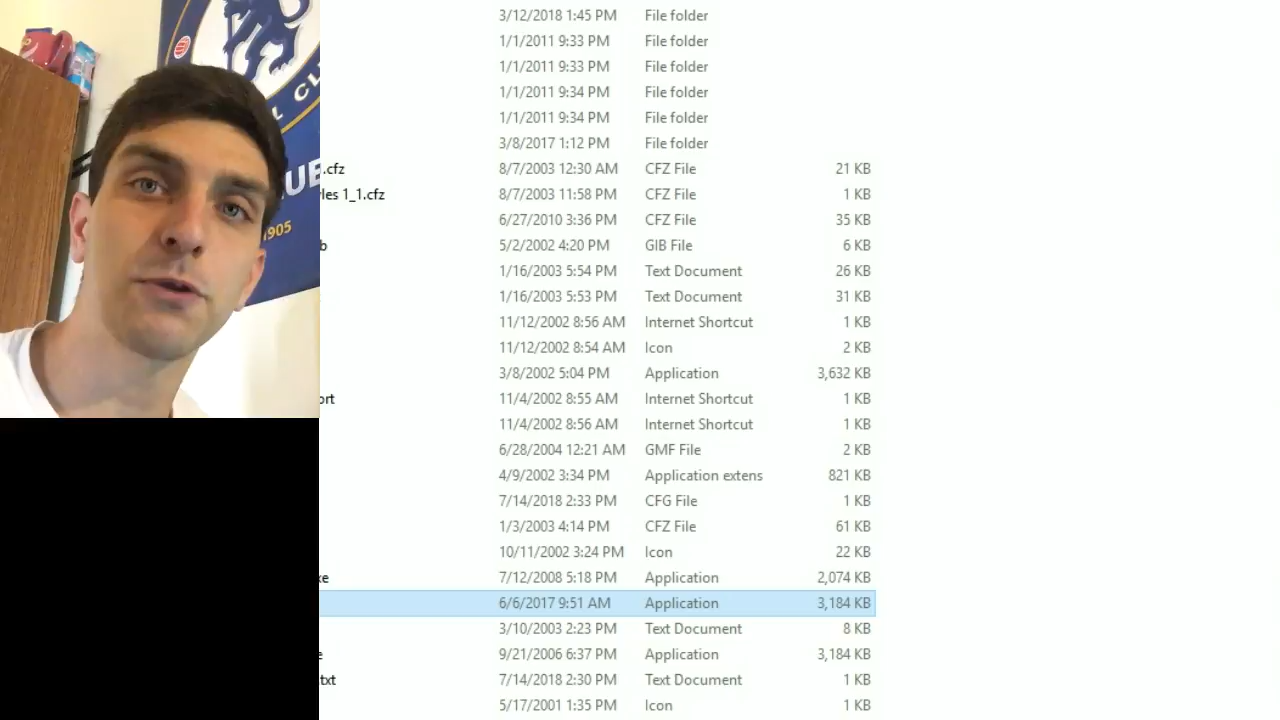 CL
UE
1905
3/12/2018 1:45 PM File folder
1/1/2011 9:33 PM File folder
1/1/2011 9:33 PM File folder
1/1/2011 9:34 PM File folder
1/1/2011 9:34 PM File folder
3/8/2017 1:12 PM File folder
.cfz 8/7/2003 12:30 AM CFZ File 21 KB
les 1_1.cfz 8/7/2003 11:58 PM CFZ File 1 KB
6/27/2010 3:36 PM CFZ File 35 KB
b 5/2/2002 4:20 PM GIB File 6 KB
1/16/2003 5:54 PM Text Document 26 KB
1/16/2003 5:53 PM Text Document 31 KB
11/12/2002 8:56 AM Internet Shortcut 1 KB
11/12/2002 8:54 AM Icon 2 KB
3/8/2002 5:04 PM Application 3,632 KB
ort 11/4/2002 8:55 AM Internet Shortcut 1 KB
11/4/2002 8:56 AM Internet Shortcut 1 KB
6/28/2004 12:21 AM GMF File 2 KB
4/9/2002 3:34 PM Application extens 821 KB
7/14/2018 2:33 PM CFG File 1 KB
1/3/2003 4:14 PM CFZ File 61 KB
10/11/2002 3:24 PM Icon 22 KB
xe 7/12/2008 5:18 PM Application 2,074 KB
6/6/2017 9:51 AM Application 3,184 KB
3/10/2003 2:23 PM Text Document 8 KB
e 9/21/2006 6:37 PM Application 3,184 KB
txt 7/14/2018 2:30 PM Text Document 1 KB
5/17/2001 1:35 PM Icon 1 KB